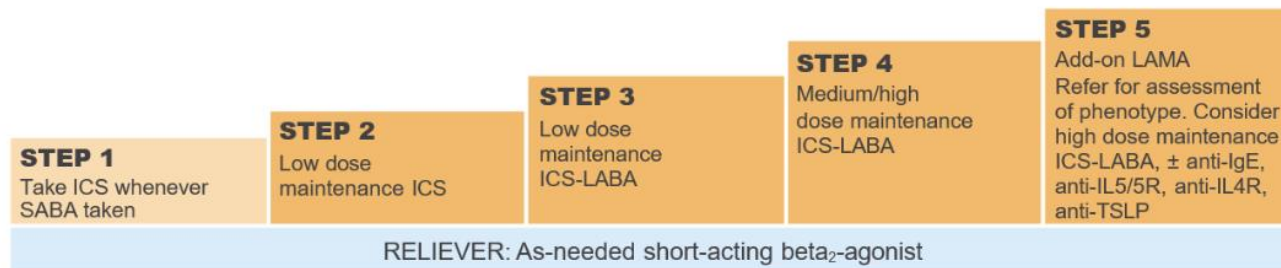 STEP 1
Take ICS whenever
SABA taken
STEP 2
Low dose
maintenance ICS
STEP 3
Low dose
maintenance
ICS-LABA
STEP 4
Medium/high
dose maintenance
ICS-LABA
STEP 5
Add-on LAMA
Refer for assessment
of phenotype. Consider
high dose maintenance
ICS-LABA, ± anti-IgE,
anti-IL5/5R, anti-IL4R,
anti-TSLP
RELIEVER: As-needed short-acting beta₂-agonist